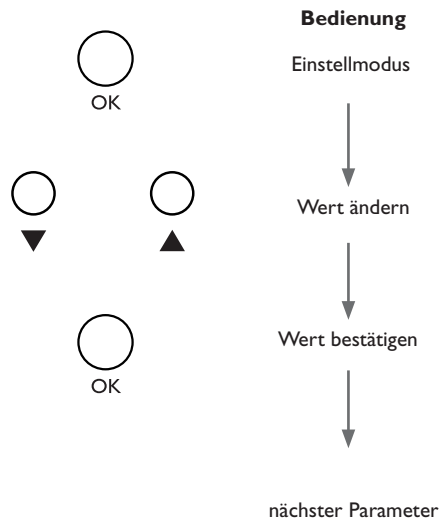 Bedienung
Einstellmodus
OK
Wert ändern
▼ ▲
Wert bestätigen
OK
nächster Parameter